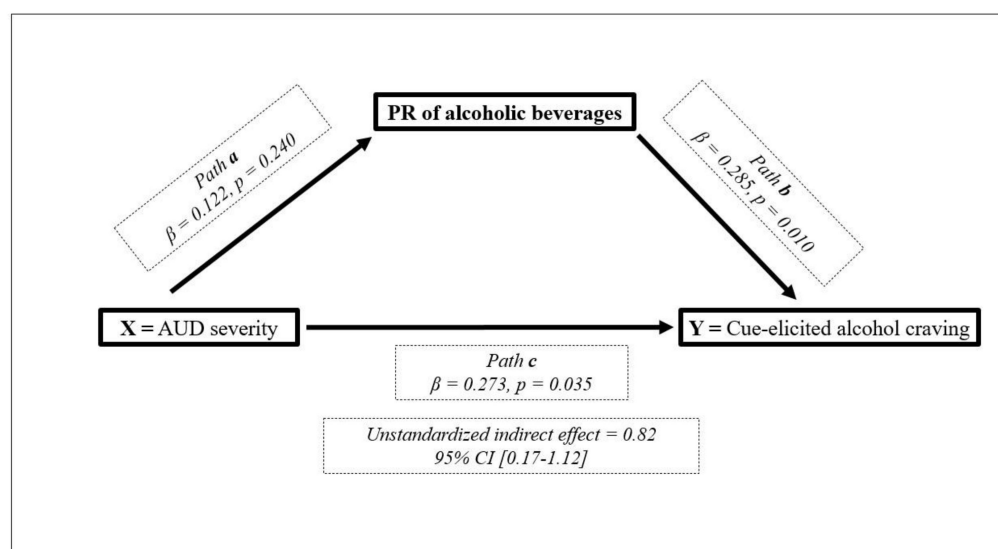 PR of alcoholic beverages
Path a
β = 0.122, p = 0.240
Path b
β = 0.285, p = 0.010
X = AUD severity
Y = Cue-elicited alcohol craving
Path c
β = 0.273, p = 0.035
Unstandardized indirect effect = 0.82
95% CI [0.17-1.12]